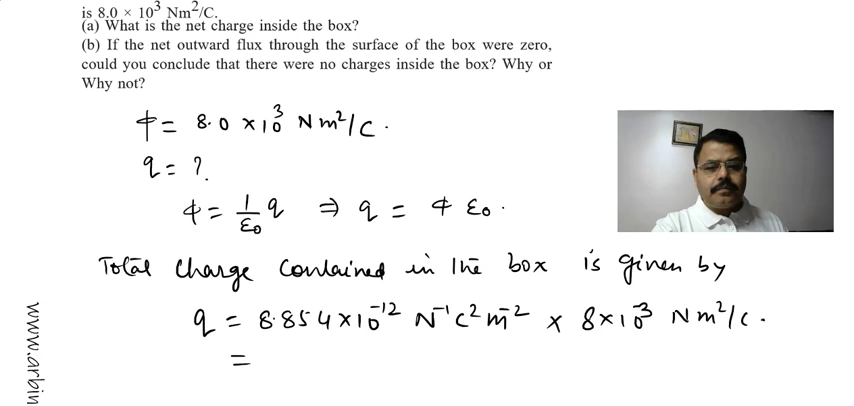 is 8.0 × 10³ Nm²/C.
(a) What is the net charge inside the box?
(b) If the net outward flux through the surface of the box were zero,
could you conclude that there were no charges inside the box? Why or
Why not?
ϕ = 8.0 × 10³ Nm²/C.
q = ?
ϕ = 1/ε₀ q ⇒ q = ϕ ε₀.
Total charge contained in the box is given by
q = 8.854 × 10⁻¹² N⁻¹C²m⁻² × 8 × 10³ Nm²/C.
=
www.arbin